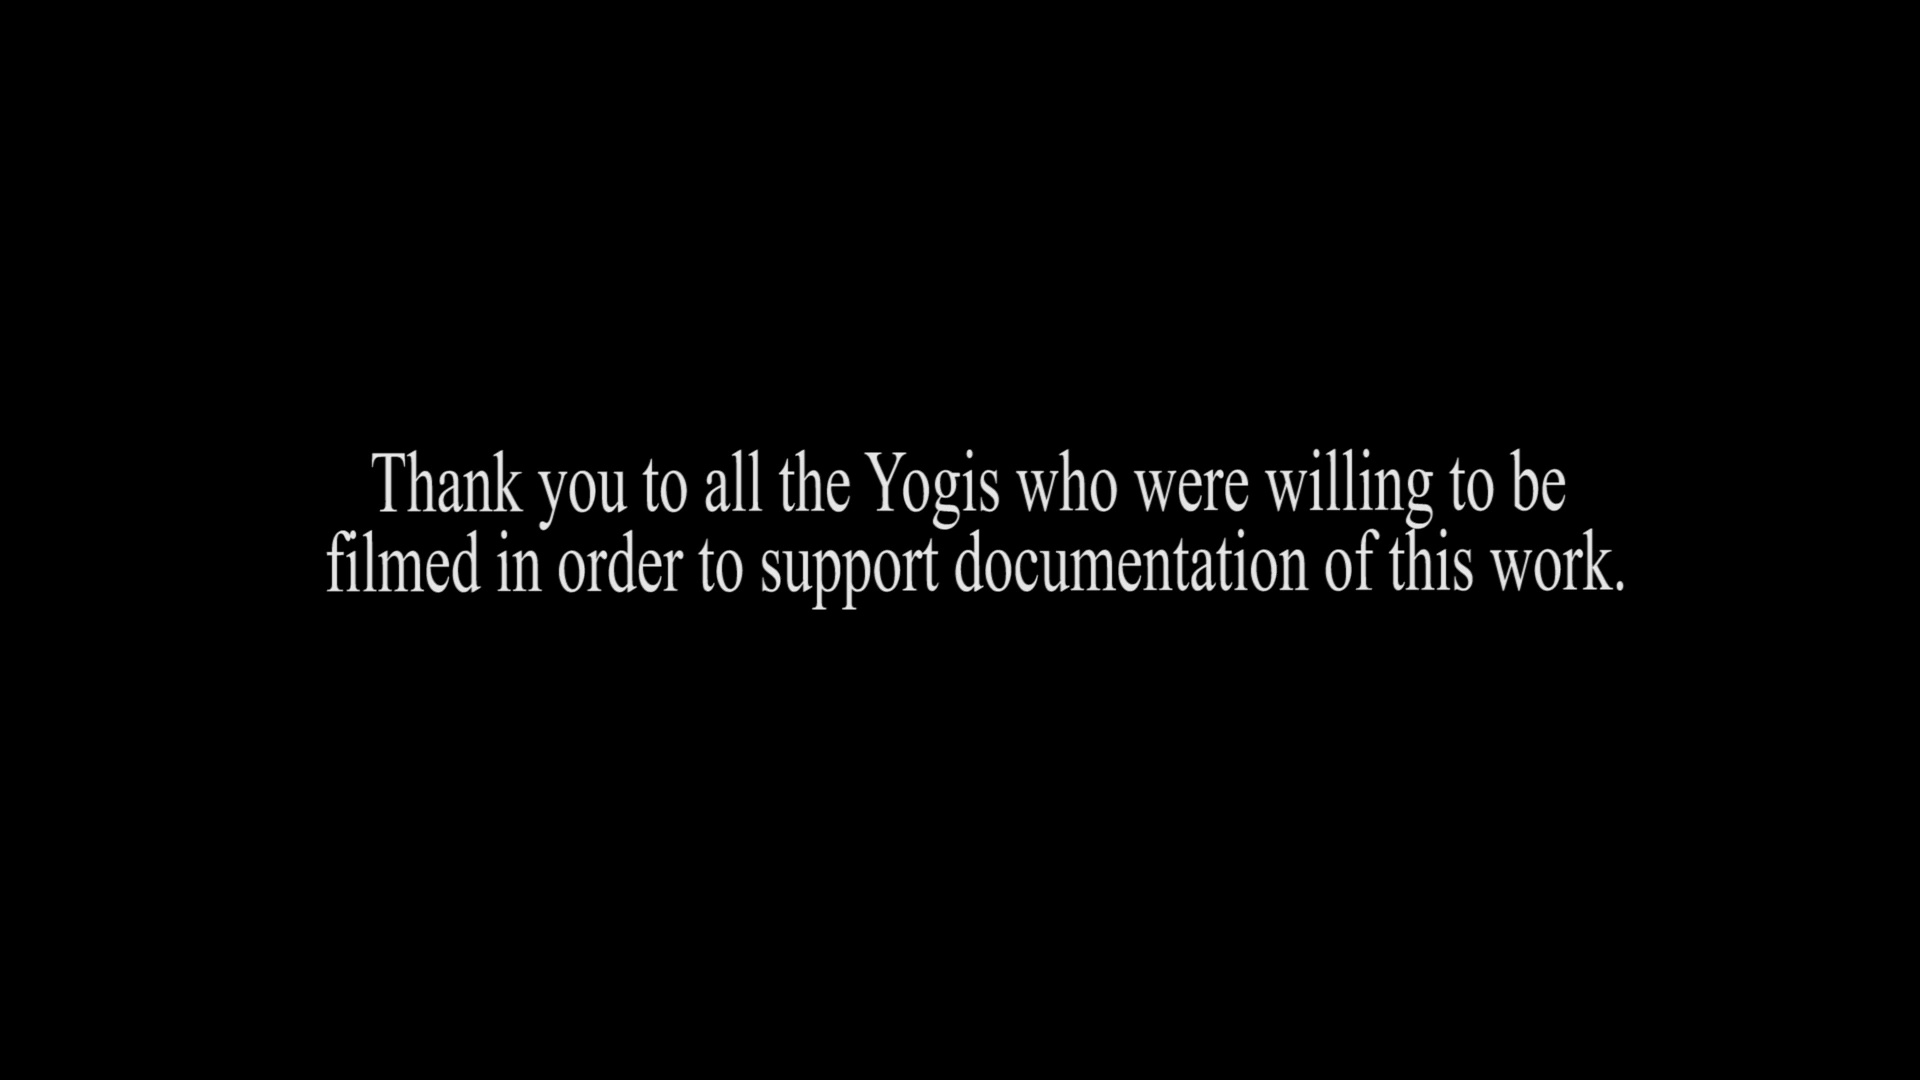 Thank you to all the Yogis who were willing to be
filmed in order to support documentation of this work.